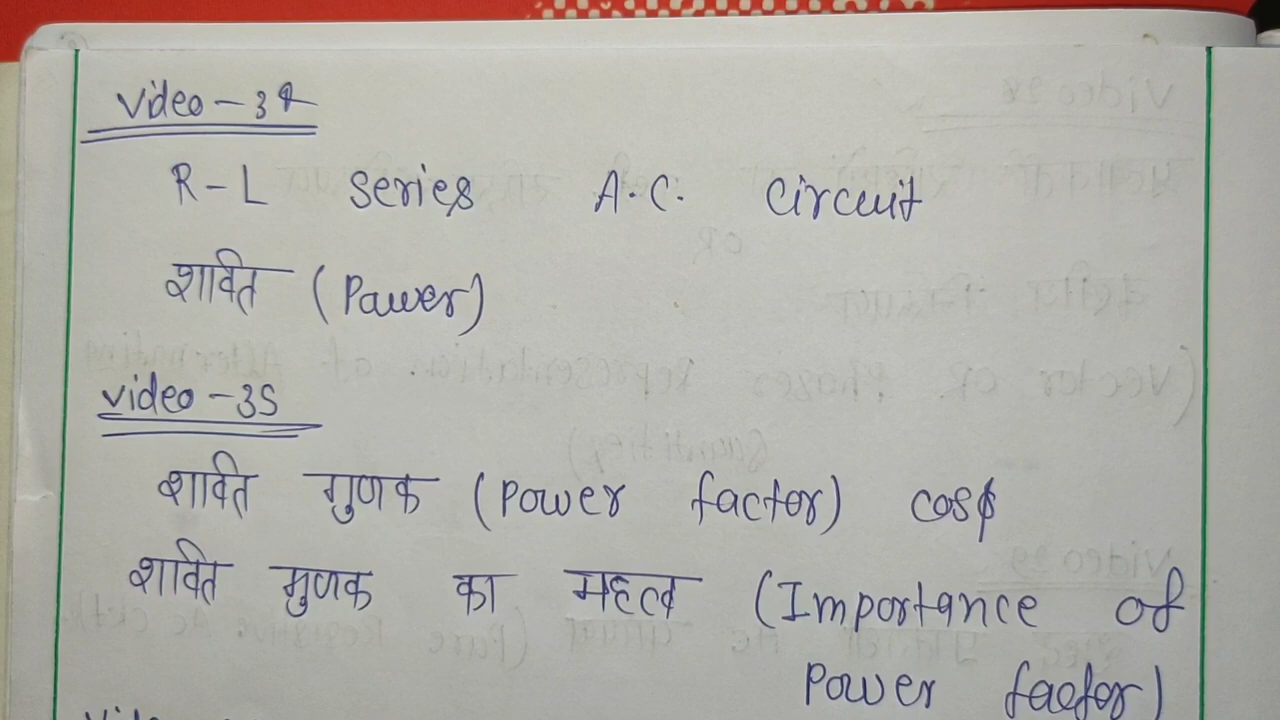 Video - 34
R-L series A.C. circuit
शक्ति (Power)
video - 35
शक्ति गुणक (Power factor) cosϕ
शक्ति गुणक का महत्व (Importance of
Power factor)